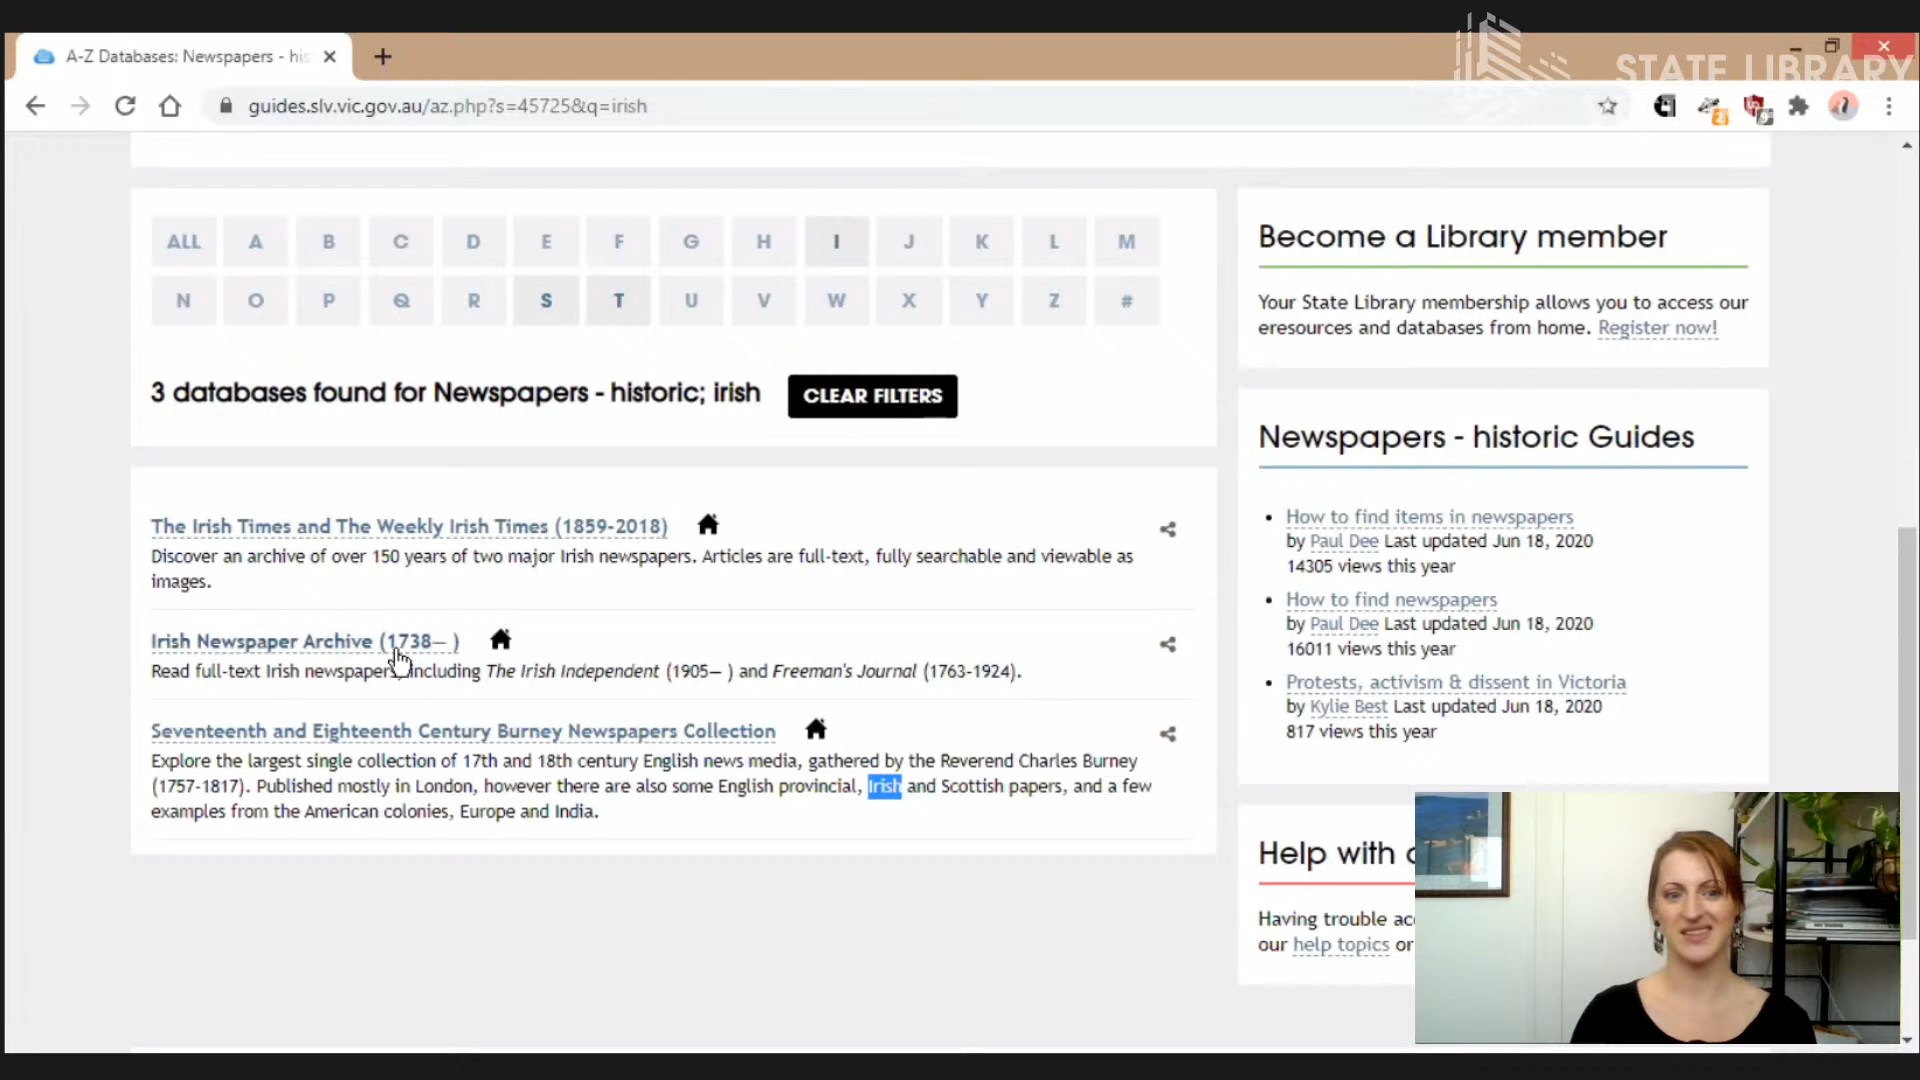 STATE LIBRARY
A-Z Databases: Newspapers - his
guides.slv.vic.gov.au/az.php?s=45725&q=irish
ALL A B C D E F G H I J K L M
N O P Q R S T U V W X Y Z #
3 databases found for Newspapers - historic; irish
CLEAR FILTERS
The Irish Times and The Weekly Irish Times (1859-2018)
Discover an archive of over 150 years of two major Irish newspapers. Articles are full-text, fully searchable and viewable as
images.
Irish Newspaper Archive (1738– )
Read full-text Irish newspapers, including The Irish Independent (1905– ) and Freeman's Journal (1763-1924).
Seventeenth and Eighteenth Century Burney Newspapers Collection
Explore the largest single collection of 17th and 18th century English news media, gathered by the Reverend Charles Burney
(1757-1817). Published mostly in London, however there are also some English provincial, Irish and Scottish papers, and a few
examples from the American colonies, Europe and India.
Become a Library member
Your State Library membership allows you to access our
eresources and databases from home. Register now!
Newspapers - historic Guides
How to find items in newspapers
by Paul Dee Last updated Jun 18, 2020
14305 views this year
How to find newspapers
by Paul Dee Last updated Jun 18, 2020
16011 views this year
Protests, activism & dissent in Victoria
by Kylie Best Last updated Jun 18, 2020
817 views this year
Help with
Having trouble
our help topics or